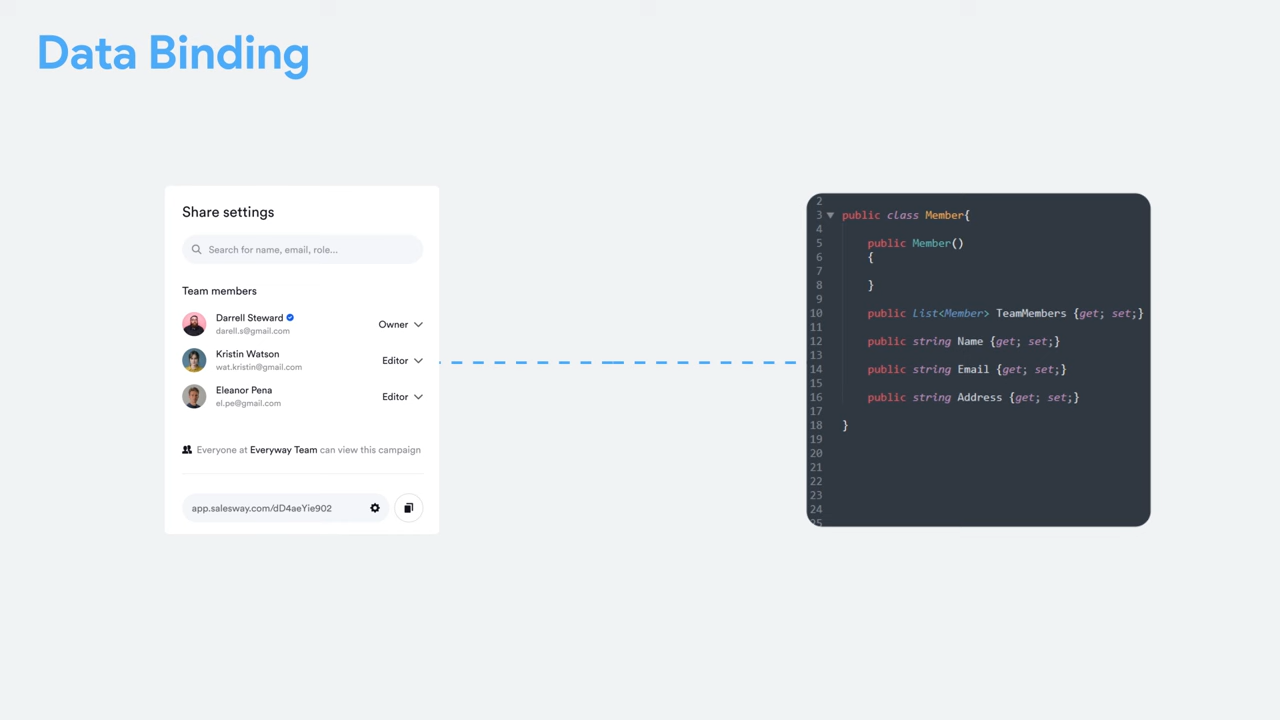 Data Binding
Share settings
Search for name, email, role...
Team members
Darrell Steward
darell.s@gmail.com
Owner
Kristin Watson
wat.kristin@gmail.com
Editor
Eleanor Pena
el.pe@gmail.com
Editor
Everyone at Everyway Team can view this campaign
app.salesway.com/dD4aeYie902
2
3 public class Member{
4
5 public Member()
6 {
7
8 }
9
10 public List<Member> TeamMembers {get; set;}
11
12 public string Name {get; set;}
13
14 public string Email {get; set;}
15
16 public string Address {get; set;}
17
18 }
19
20
21
22
23
24
25